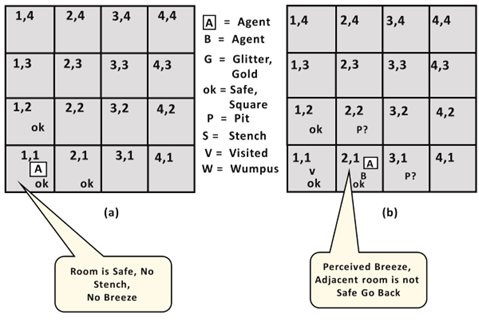 1,4 2,4 3,4 4,4
1,3 2,3 3,3 4,3
1,2 2,2 3,2 4,2
ok
1,1 2,1 3,1 4,1
A
ok ok
(a)
Room is Safe, No
Stench,
No Breeze
A = Agent
B = Agent
G = Glitter,
Gold
ok = Safe,
Square
P = Pit
S = Stench
V = Visited
W = Wumpus
1,4 2,4 3,4 4,4
1,3 2,3 3,3 4,3
1,2 2,2 3,2 4,2
ok P?
1,1 2,1 A 3,1 4,1
v B P?
ok ok
(b)
Perceived Breeze,
Adjacent room is not
Safe Go Back